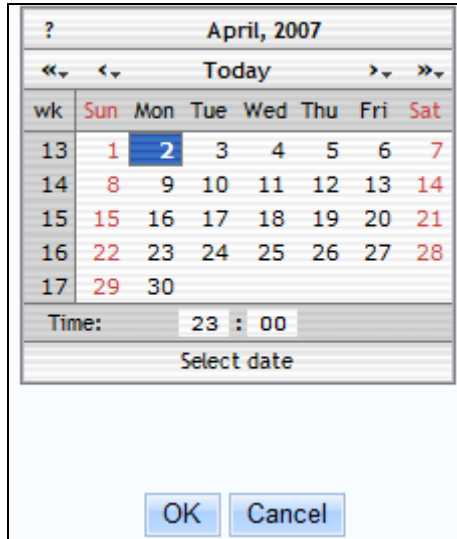 ? April, 2007
« ‹ Today › »
wk Sun Mon Tue Wed Thu Fri Sat
13 1 2 3 4 5 6 7
14 8 9 10 11 12 13 14
15 15 16 17 18 19 20 21
16 22 23 24 25 26 27 28
17 29 30
Time: 23 : 00
Select date
OK Cancel